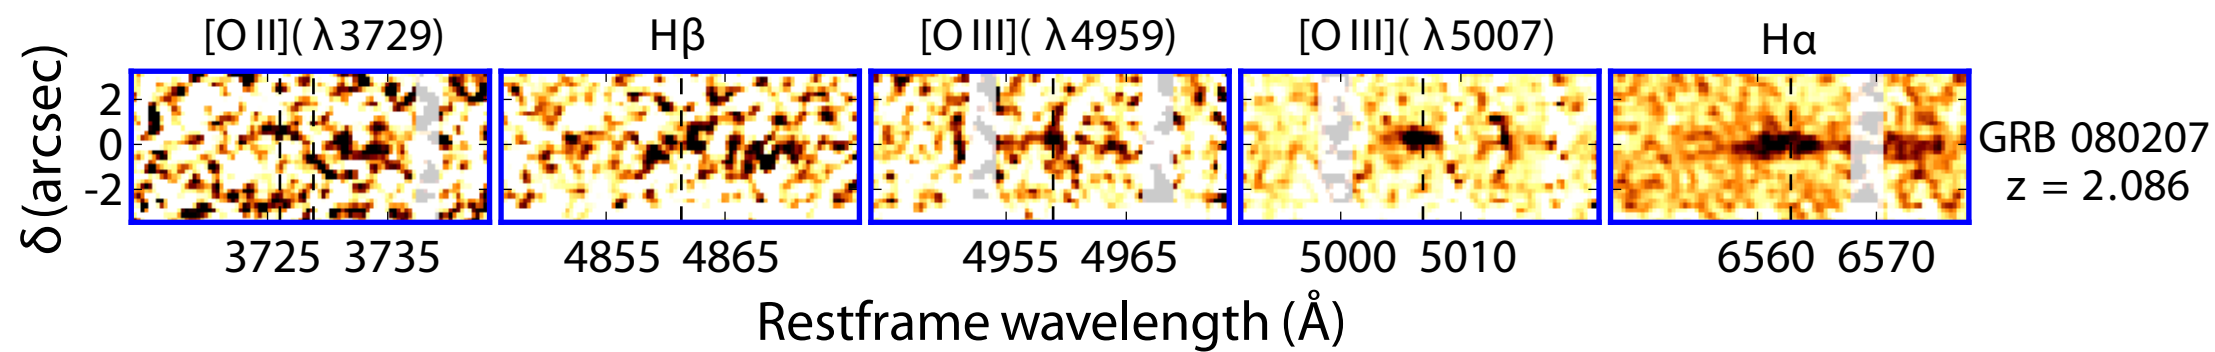 [O II]( λ3729) Hβ [O III]( λ4959) [O III]( λ5007) Hα
δ (arcsec)
2
0
-2
GRB 080207
z = 2.086
3725 3735 4855 4865 4955 4965 5000 5010 6560 6570
Restframe wavelength (Å)